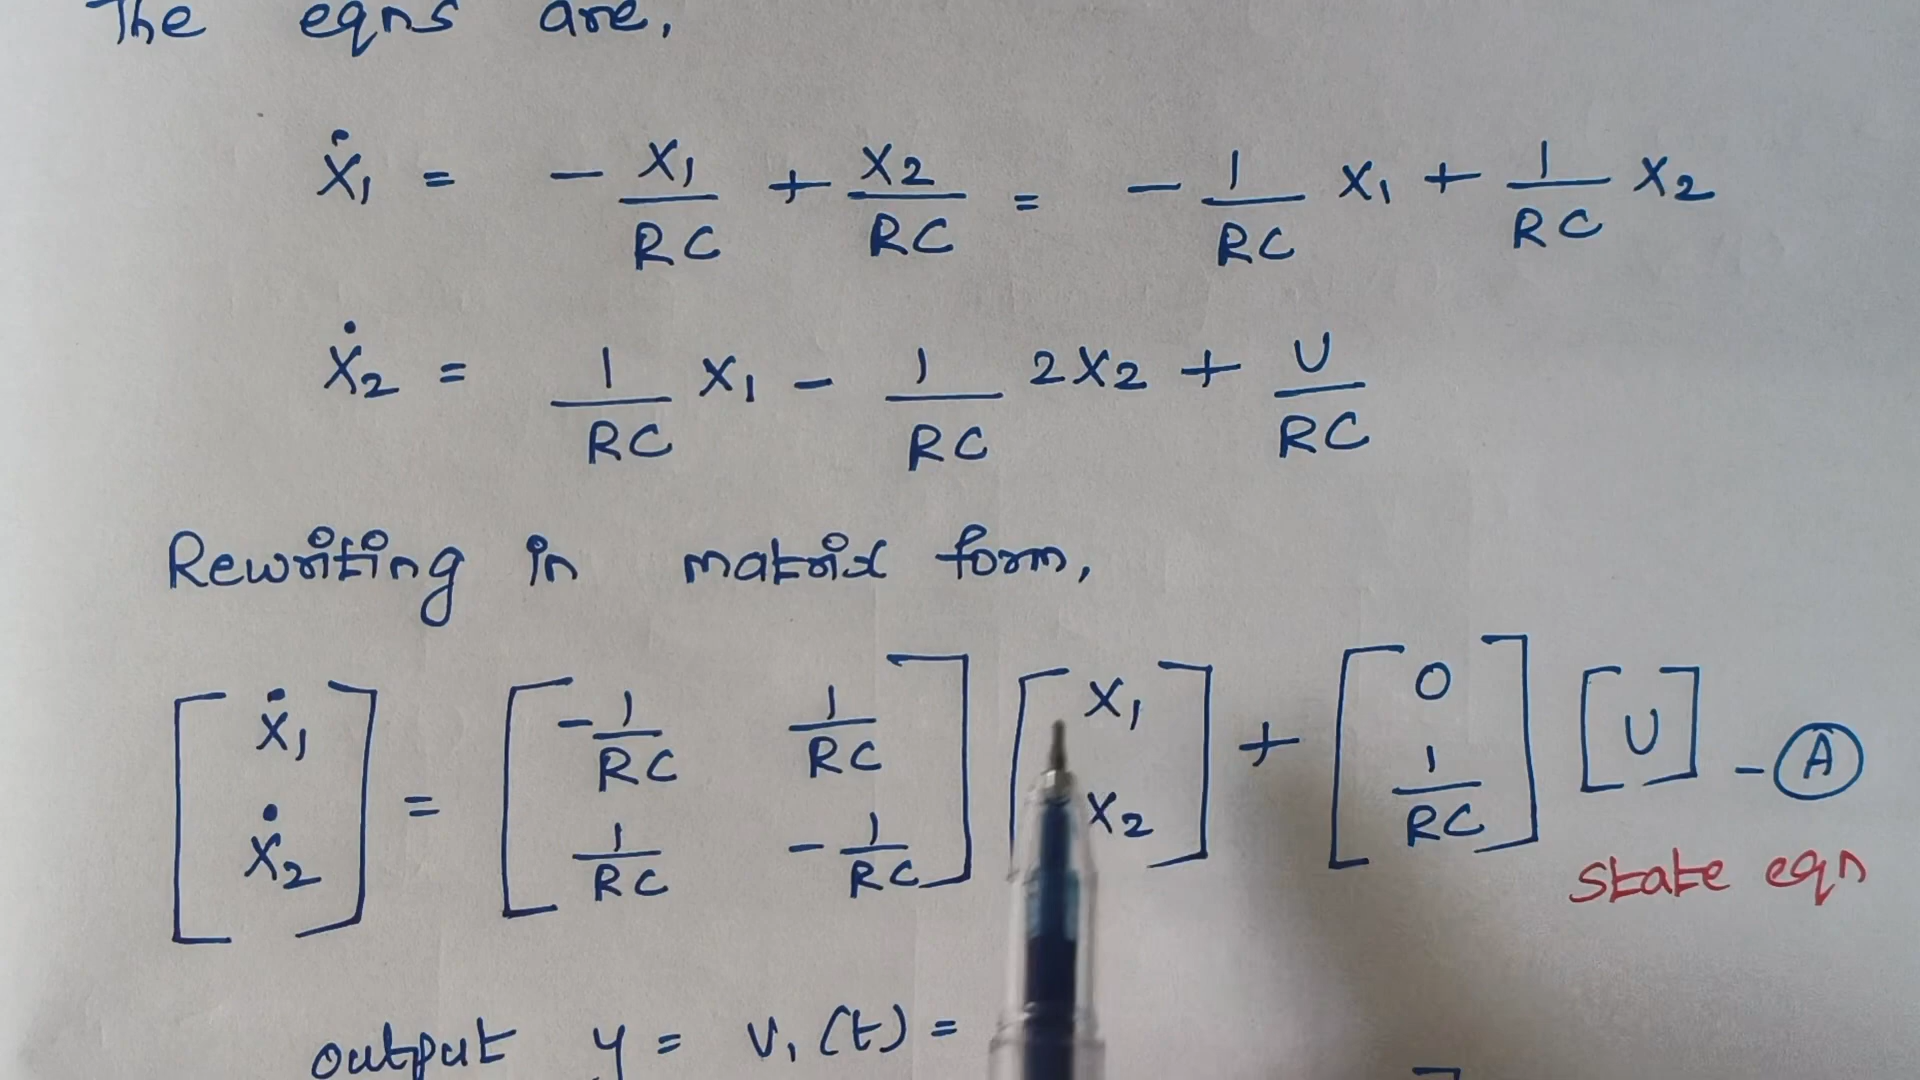 The eqns are,
Ẋ₁ = - X₁/RC + X₂/RC = - 1/RC X₁ + 1/RC X₂
Ẋ₂ = 1/RC X₁ - 1/RC 2X₂ + U/RC
Rewriting in matrix form,
[Ẋ₁ ; Ẋ₂] = [-1/RC 1/RC ; 1/RC -1/RC] [X₁ ; X₂] + [0 ; 1/RC] [U] - Ⓐ
state eqn
output y = V₁(t) =